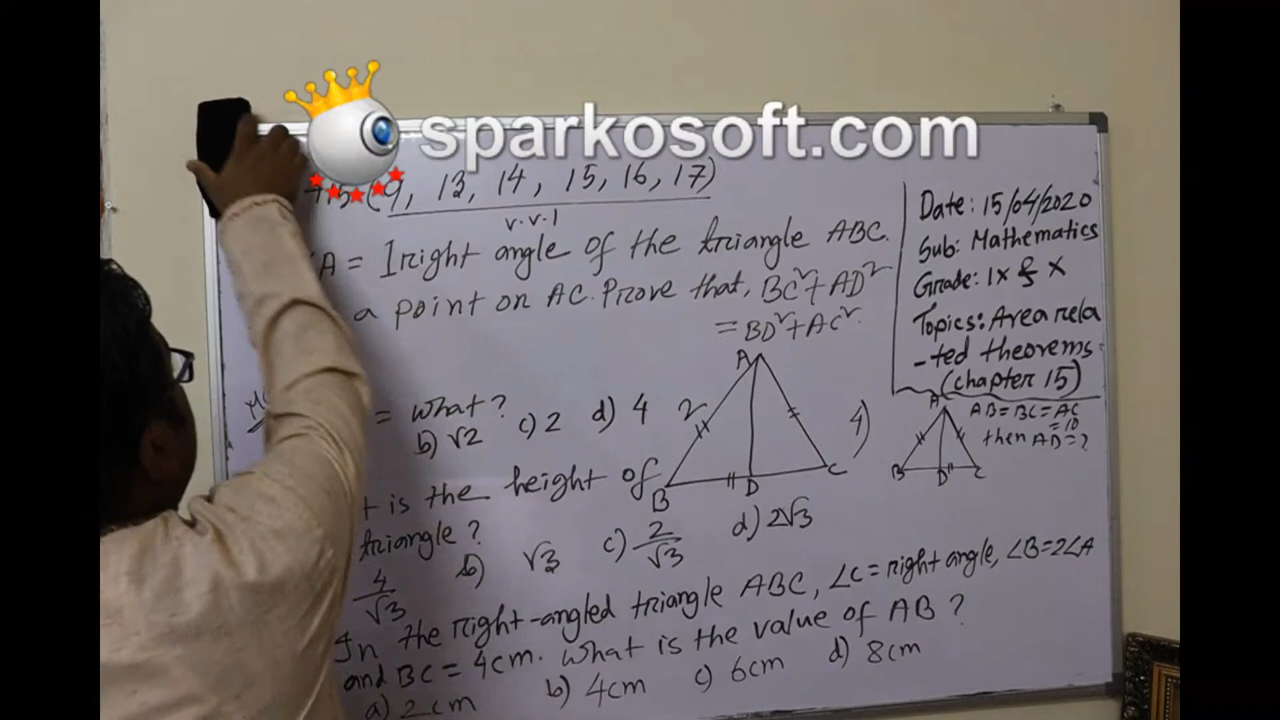 sparkosoft.com
9, 13, 14, 15, 16, 17)
v.v.1
A = 1right angle of the triangle ABC.
a point on AC. Prove that, BC²+AD²
= BD²+AC².
Date: 15/04/2020
Sub: Mathematics
Grade: 1X & X
Topics: Area rela
-ted theorems
(chapter 15)
= what?
b) √2 c) 2 d) 4
A
2
B D C
4)
A
B D C
AB=BC=AC
=10
then AD=?
t is the height of
triangle?
4/√3 b) √3 c) 2/√3 d) 2√3
In the right-angled triangle ABC, ∠C=right angle, ∠B=2∠A
and BC = 4cm. What is the value of AB?
a) 2cm b) 4cm c) 6cm d) 8cm